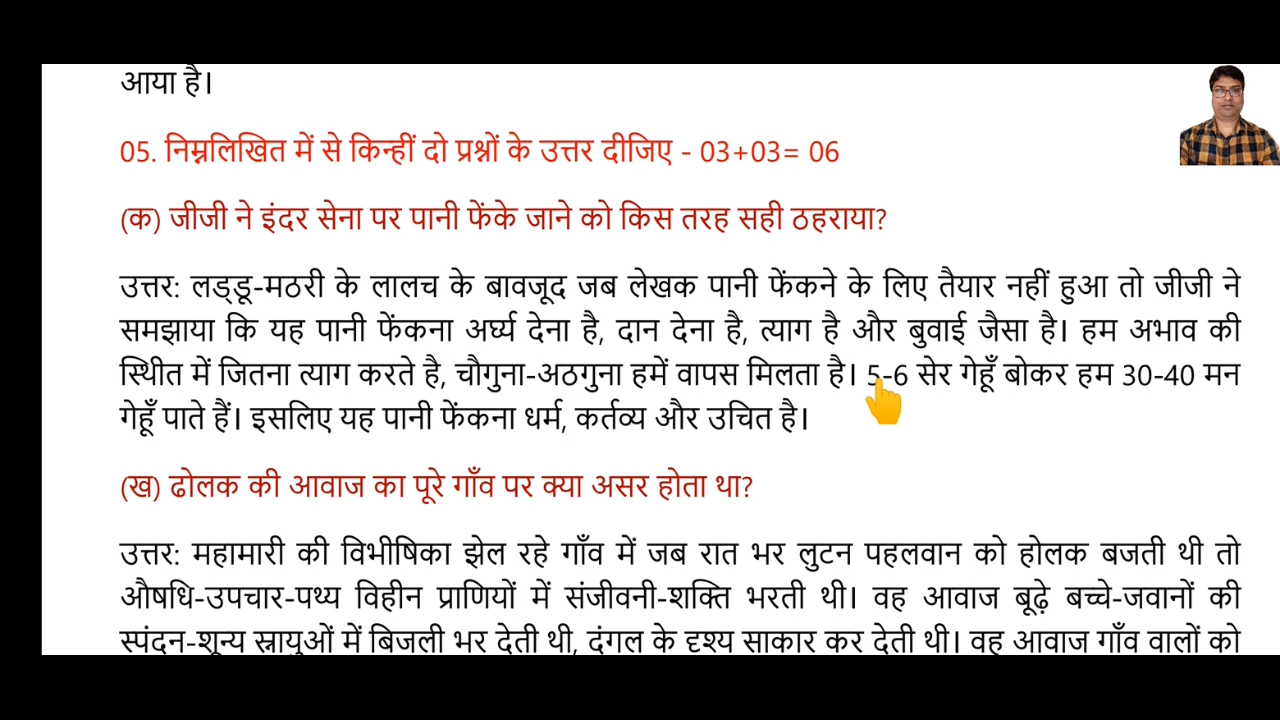 आया है।
05. निम्नलिखित में से किन्हीं दो प्रश्नों के उत्तर दीजिए - 03+03= 06
(क) जीजी ने इंदर सेना पर पानी फेंके जाने को किस तरह सही ठहराया?
उत्तर: लड्डू-मठरी के लालच के बावजूद जब लेखक पानी फेंकने के लिए तैयार नहीं हुआ तो जीजी ने
समझाया कि यह पानी फेंकना अर्घ्य देना है, दान देना है, त्याग है और बुवाई जैसा है। हम अभाव की
स्थिीत में जितना त्याग करते है, चौगुना-अठगुना हमें वापस मिलता है। 5-6 सेर गेहूँ बोकर हम 30-40 मन
गेहूँ पाते हैं। इसलिए यह पानी फेंकना धर्म, कर्तव्य और उचित है।
(ख) ढोलक की आवाज का पूरे गाँव पर क्या असर होता था?
उत्तर: महामारी की विभीषिका झेल रहे गाँव में जब रात भर लुटन पहलवान को होलक बजती थी तो
औषधि-उपचार-पथ्य विहीन प्राणियों में संजीवनी-शक्ति भरती थी। वह आवाज बूढ़े बच्चे-जवानों की
स्पंदन-शून्य स्नायुओं में बिजली भर देती थी, दंगल के दृश्य साकार कर देती थी। वह आवाज गाँव वालों को